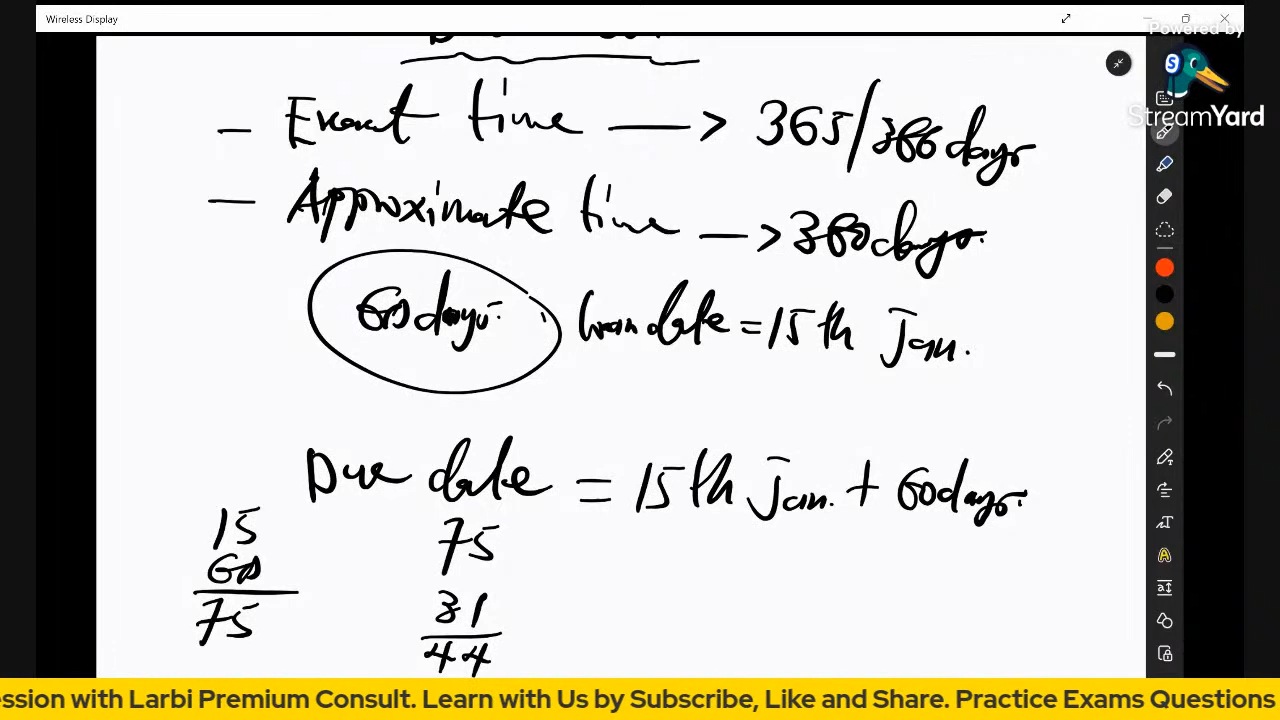 Wireless Display
Powered by
StreamYard
— Exact time —> 365/366 days
— Approximate time —> 360 days.
60 days. loan date = 15th Jan.
Due date = 15th Jan. + 60 days.
15
60
75
75
31
44
ession with Larbi Premium Consult. Learn with Us by Subscribe, Like and Share. Practice Exams Questions